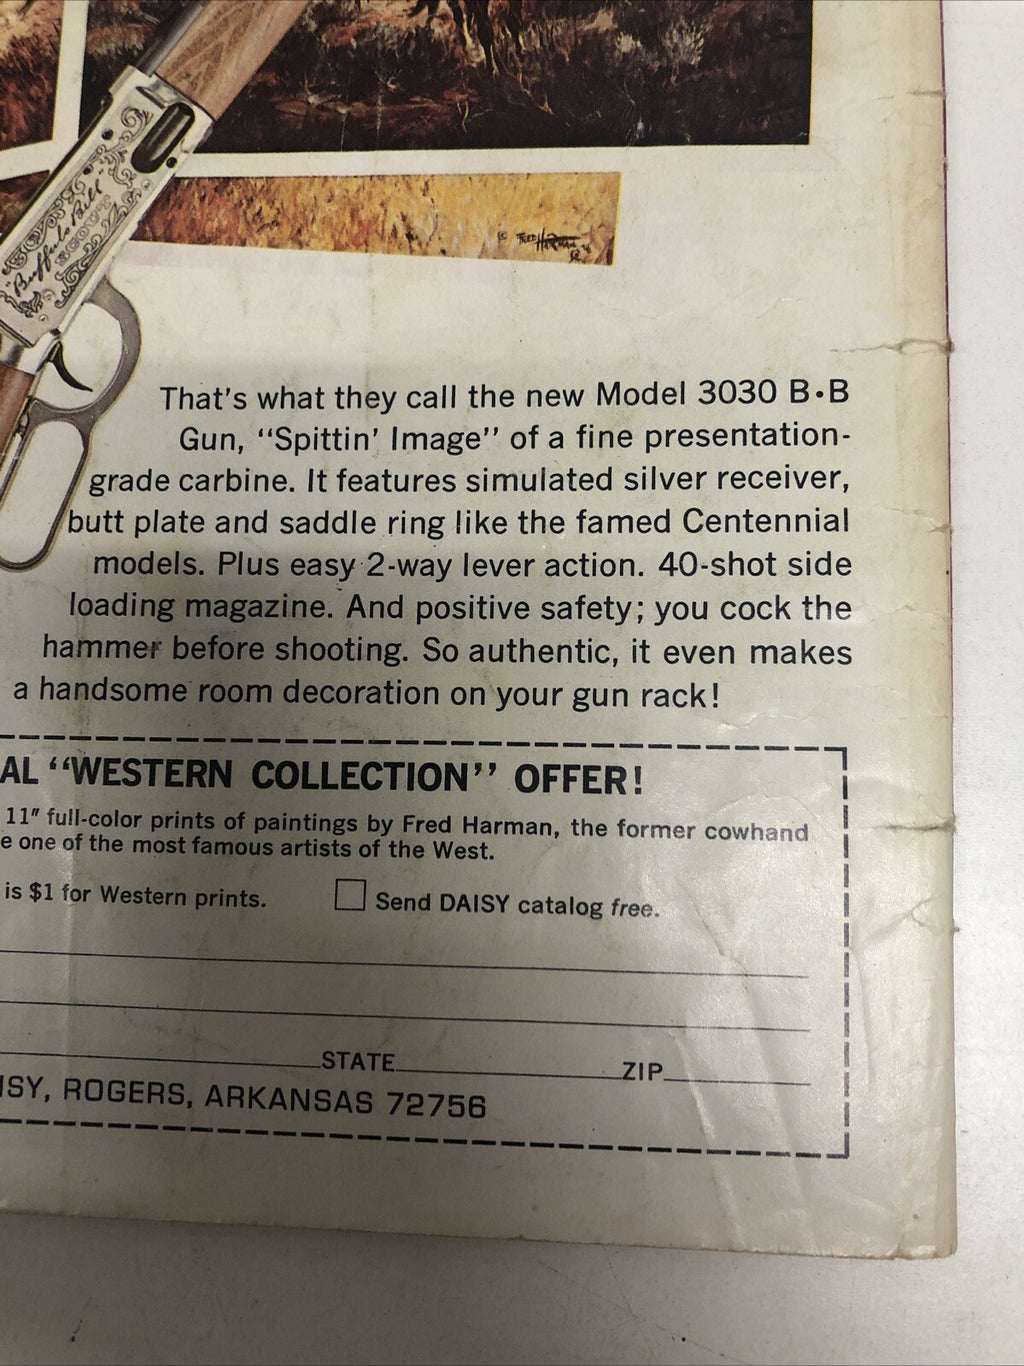 "Buffalo Bill"
SCOUT
© FRED HARMAN
That's what they call the new Model 3030 B•B
Gun, "Spittin' Image" of a fine presentation-
grade carbine. It features simulated silver receiver,
butt plate and saddle ring like the famed Centennial
models. Plus easy 2-way lever action. 40-shot side
loading magazine. And positive safety; you cock the
hammer before shooting. So authentic, it even makes
a handsome room decoration on your gun rack!
AL "WESTERN COLLECTION" OFFER!
11" full-color prints of paintings by Fred Harman, the former cowhand
e one of the most famous artists of the West.
is $1 for Western prints. Send DAISY catalog free.
STATE ZIP
ISY, ROGERS, ARKANSAS 72756